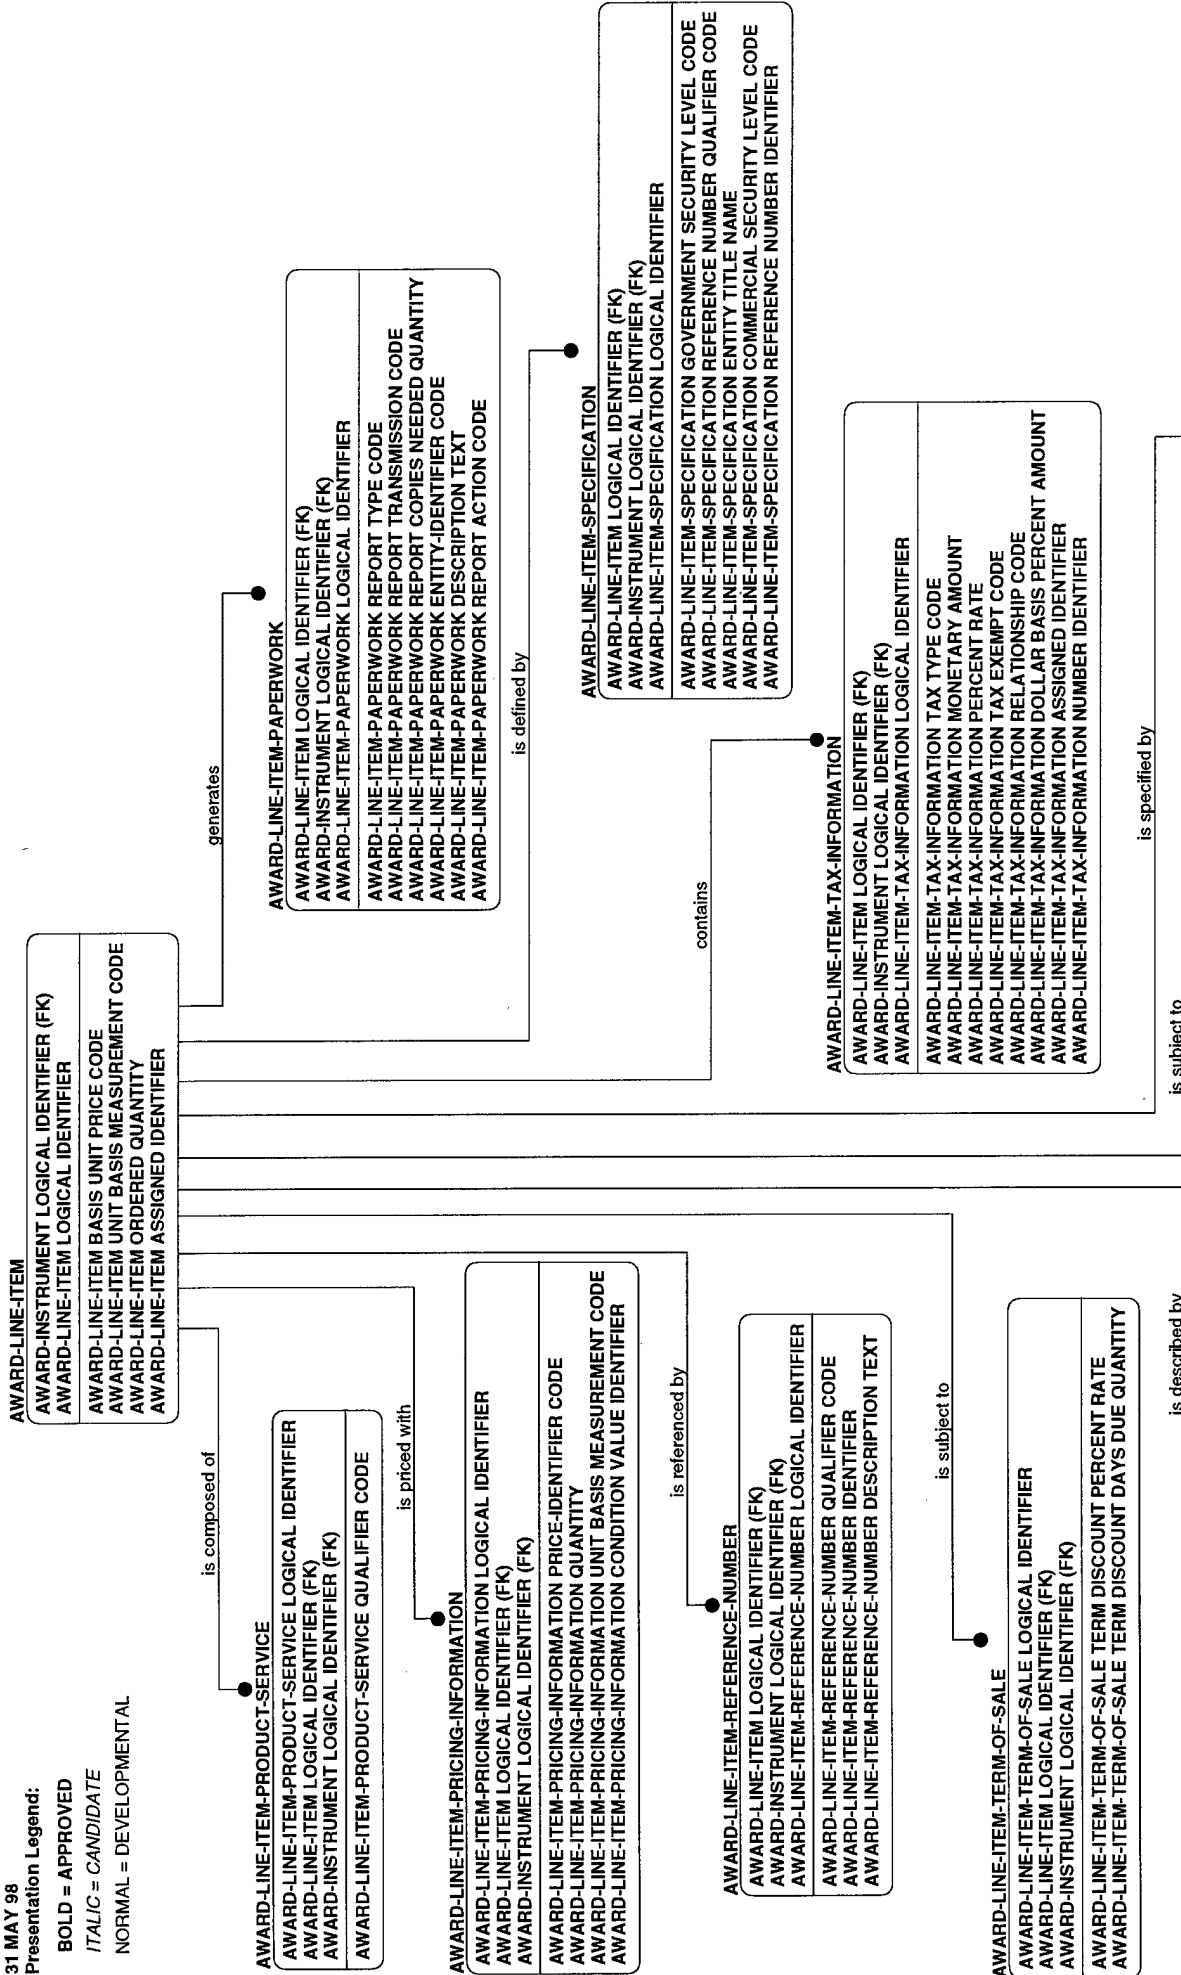 31 MAY 98
Presentation Legend:
BOLD = APPROVED
ITALIC = CANDIDATE
NORMAL = DEVELOPMENTAL
AWARD-LINE-ITEM
AWARD-INSTRUMENT LOGICAL IDENTIFIER (FK)
AWARD-LINE-ITEM LOGICAL IDENTIFIER
AWARD-LINE-ITEM BASIS UNIT PRICE CODE
AWARD-LINE-ITEM UNIT BASIS MEASUREMENT CODE
AWARD-LINE-ITEM ORDERED QUANTITY
AWARD-LINE-ITEM ASSIGNED IDENTIFIER
is composed of
AWARD-LINE-ITEM-PRODUCT-SERVICE
AWARD-LINE-ITEM-PRODUCT-SERVICE LOGICAL IDENTIFIER
AWARD-LINE-ITEM LOGICAL IDENTIFIER (FK)
AWARD-INSTRUMENT LOGICAL IDENTIFIER (FK)
AWARD-LINE-ITEM-PRODUCT-SERVICE QUALIFIER CODE
generates
AWARD-LINE-ITEM-PAPERWORK
AWARD-LINE-ITEM LOGICAL IDENTIFIER (FK)
AWARD-INSTRUMENT LOGICAL IDENTIFIER (FK)
AWARD-LINE-ITEM-PAPERWORK LOGICAL IDENTIFIER
AWARD-LINE-ITEM-PAPERWORK REPORT TYPE CODE
AWARD-LINE-ITEM-PAPERWORK REPORT TRANSMISSION CODE
AWARD-LINE-ITEM-PAPERWORK REPORT COPIES NEEDED QUANTITY
AWARD-LINE-ITEM-PAPERWORK ENTITY-IDENTIFIER CODE
AWARD-LINE-ITEM-PAPERWORK DESCRIPTION TEXT
AWARD-LINE-ITEM-PAPERWORK REPORT ACTION CODE
is priced with
AWARD-LINE-ITEM-PRICING-INFORMATION
AWARD-LINE-ITEM-PRICING-INFORMATION LOGICAL IDENTIFIER
AWARD-LINE-ITEM LOGICAL IDENTIFIER (FK)
AWARD-INSTRUMENT LOGICAL IDENTIFIER (FK)
AWARD-LINE-ITEM-PRICING-INFORMATION PRICE-IDENTIFIER CODE
AWARD-LINE-ITEM-PRICING-INFORMATION QUANTITY
AWARD-LINE-ITEM-PRICING-INFORMATION UNIT BASIS MEASUREMENT CODE
AWARD-LINE-ITEM-PRICING-INFORMATION CONDITION VALUE IDENTIFIER
is defined by
AWARD-LINE-ITEM-SPECIFICATION
AWARD-LINE-ITEM LOGICAL IDENTIFIER (FK)
AWARD-INSTRUMENT LOGICAL IDENTIFIER (FK)
AWARD-LINE-ITEM-SPECIFICATION LOGICAL IDENTIFIER
AWARD-LINE-ITEM-SPECIFICATION GOVERNMENT SECURITY LEVEL CODE
AWARD-LINE-ITEM-SPECIFICATION REFERENCE NUMBER QUALIFIER CODE
AWARD-LINE-ITEM-SPECIFICATION ENTITY TITLE NAME
AWARD-LINE-ITEM-SPECIFICATION COMMERCIAL SECURITY LEVEL CODE
AWARD-LINE-ITEM-SPECIFICATION REFERENCE NUMBER IDENTIFIER
is referenced by
AWARD-LINE-ITEM-REFERENCE-NUMBER
AWARD-LINE-ITEM LOGICAL IDENTIFIER (FK)
AWARD-INSTRUMENT LOGICAL IDENTIFIER (FK)
AWARD-LINE-ITEM-REFERENCE-NUMBER LOGICAL IDENTIFIER
AWARD-LINE-ITEM-REFERENCE-NUMBER QUALIFIER CODE
AWARD-LINE-ITEM-REFERENCE-NUMBER IDENTIFIER
AWARD-LINE-ITEM-REFERENCE-NUMBER DESCRIPTION TEXT
contains
AWARD-LINE-ITEM-TAX-INFORMATION
AWARD-LINE-ITEM LOGICAL IDENTIFIER (FK)
AWARD-INSTRUMENT LOGICAL IDENTIFIER (FK)
AWARD-LINE-ITEM-TAX-INFORMATION LOGICAL IDENTIFIER
AWARD-LINE-ITEM-TAX-INFORMATION TAX TYPE CODE
AWARD-LINE-ITEM-TAX-INFORMATION MONETARY AMOUNT
AWARD-LINE-ITEM-TAX-INFORMATION PERCENT RATE
AWARD-LINE-ITEM-TAX-INFORMATION TAX EXEMPT CODE
AWARD-LINE-ITEM-TAX-INFORMATION RELATIONSHIP CODE
AWARD-LINE-ITEM-TAX-INFORMATION DOLLAR BASIS PERCENT AMOUNT
AWARD-LINE-ITEM-TAX-INFORMATION ASSIGNED IDENTIFIER
AWARD-LINE-ITEM-TAX-INFORMATION NUMBER IDENTIFIER
is subject to
AWARD-LINE-ITEM-TERM-OF-SALE
AWARD-LINE-ITEM-TERM-OF-SALE LOGICAL IDENTIFIER
AWARD-LINE-ITEM LOGICAL IDENTIFIER (FK)
AWARD-INSTRUMENT LOGICAL IDENTIFIER (FK)
AWARD-LINE-ITEM-TERM-OF-SALE TERM DISCOUNT PERCENT RATE
AWARD-LINE-ITEM-TERM-OF-SALE TERM DISCOUNT DAYS DUE QUANTITY
is specified by
is described by
is subject to